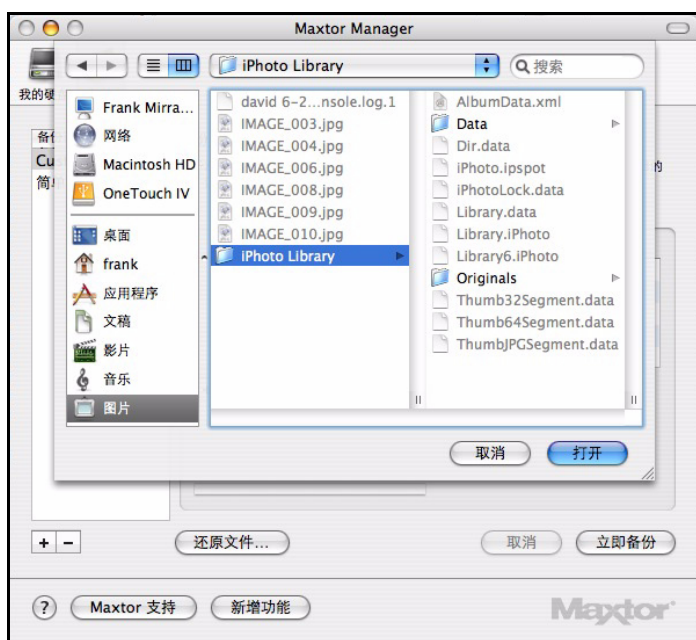 Maxtor Manager
iPhoto Library
搜索
我的硬
备份
Cus
简单
的
Frank Mirra...
网络
Macintosh HD
OneTouch IV
桌面
frank
应用程序
文稿
影片
音乐
图片
david 6-2...nsole.log.1
IMAGE_003.jpg
IMAGE_004.jpg
IMAGE_006.jpg
IMAGE_008.jpg
IMAGE_009.jpg
IMAGE_010.jpg
iPhoto Library
AlbumData.xml
Data
Dir.data
iPhoto.ipspot
iPhotoLock.data
Library.data
Library.iPhoto
Library6.iPhoto
Originals
Thumb32Segment.data
Thumb64Segment.data
ThumbJPGSegment.data
取消
打开
+ −
还原文件...
取消
立即备份
?
Maxtor 支持
新增功能
Maxtor